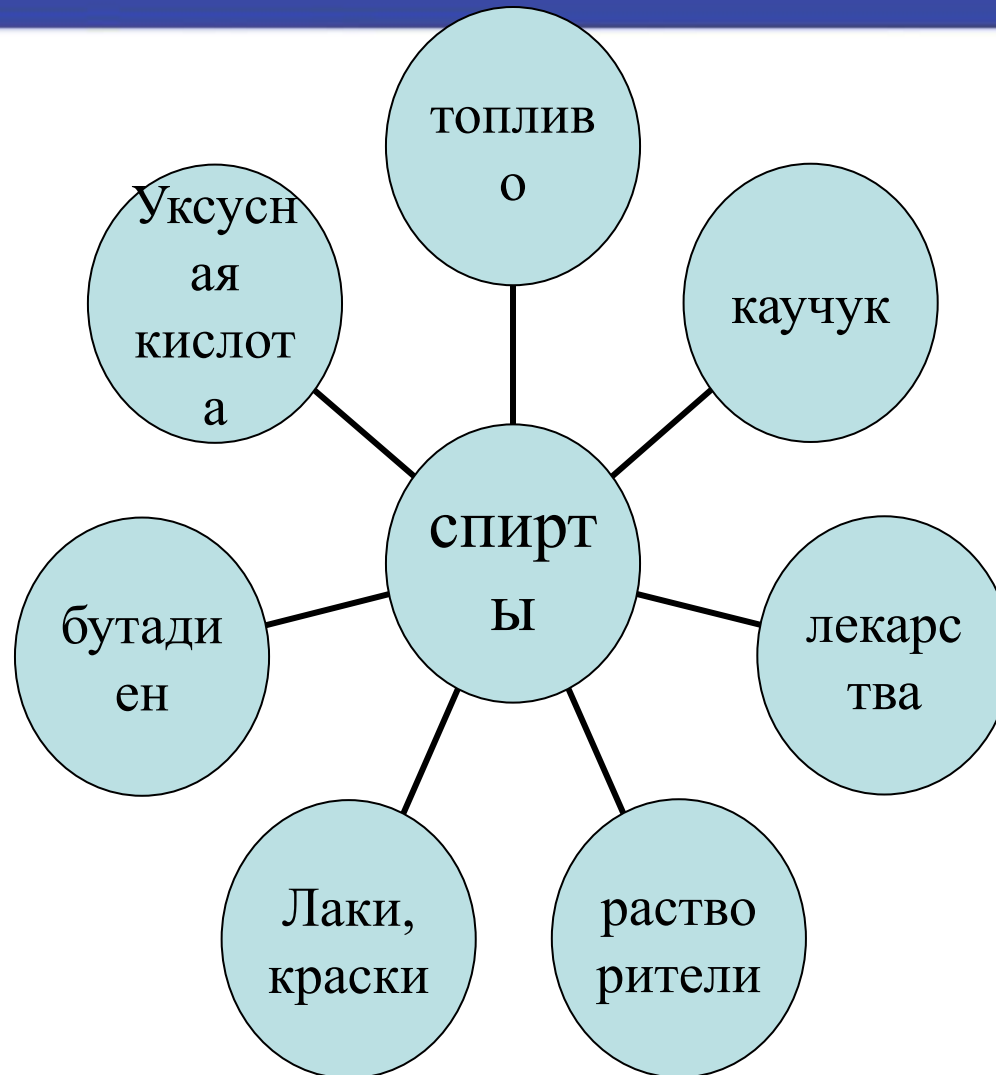 топлив
о
Уксусн
ая
кислот
а
каучук
спирт
ы
бутади
ен
лекарс
тва
Лаки,
краски
раство
рители